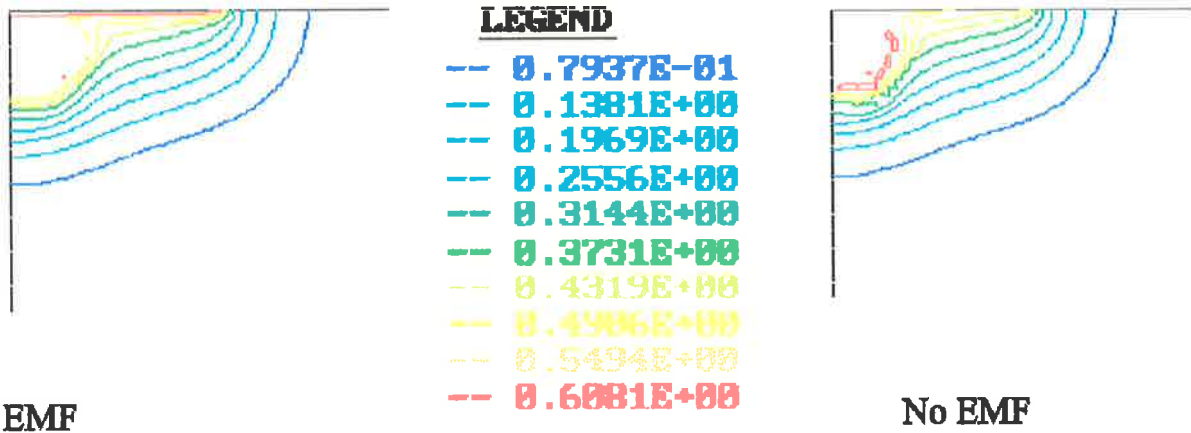 LEGEND
-- 0.7937E-01
-- 0.1381E+00
-- 0.1969E+00
-- 0.2556E+00
-- 0.3144E+00
-- 0.3731E+00
-- 0.4319E+00
-- 0.4906E+00
-- 0.5494E+00
-- 0.6081E+00
EMF
No EMF